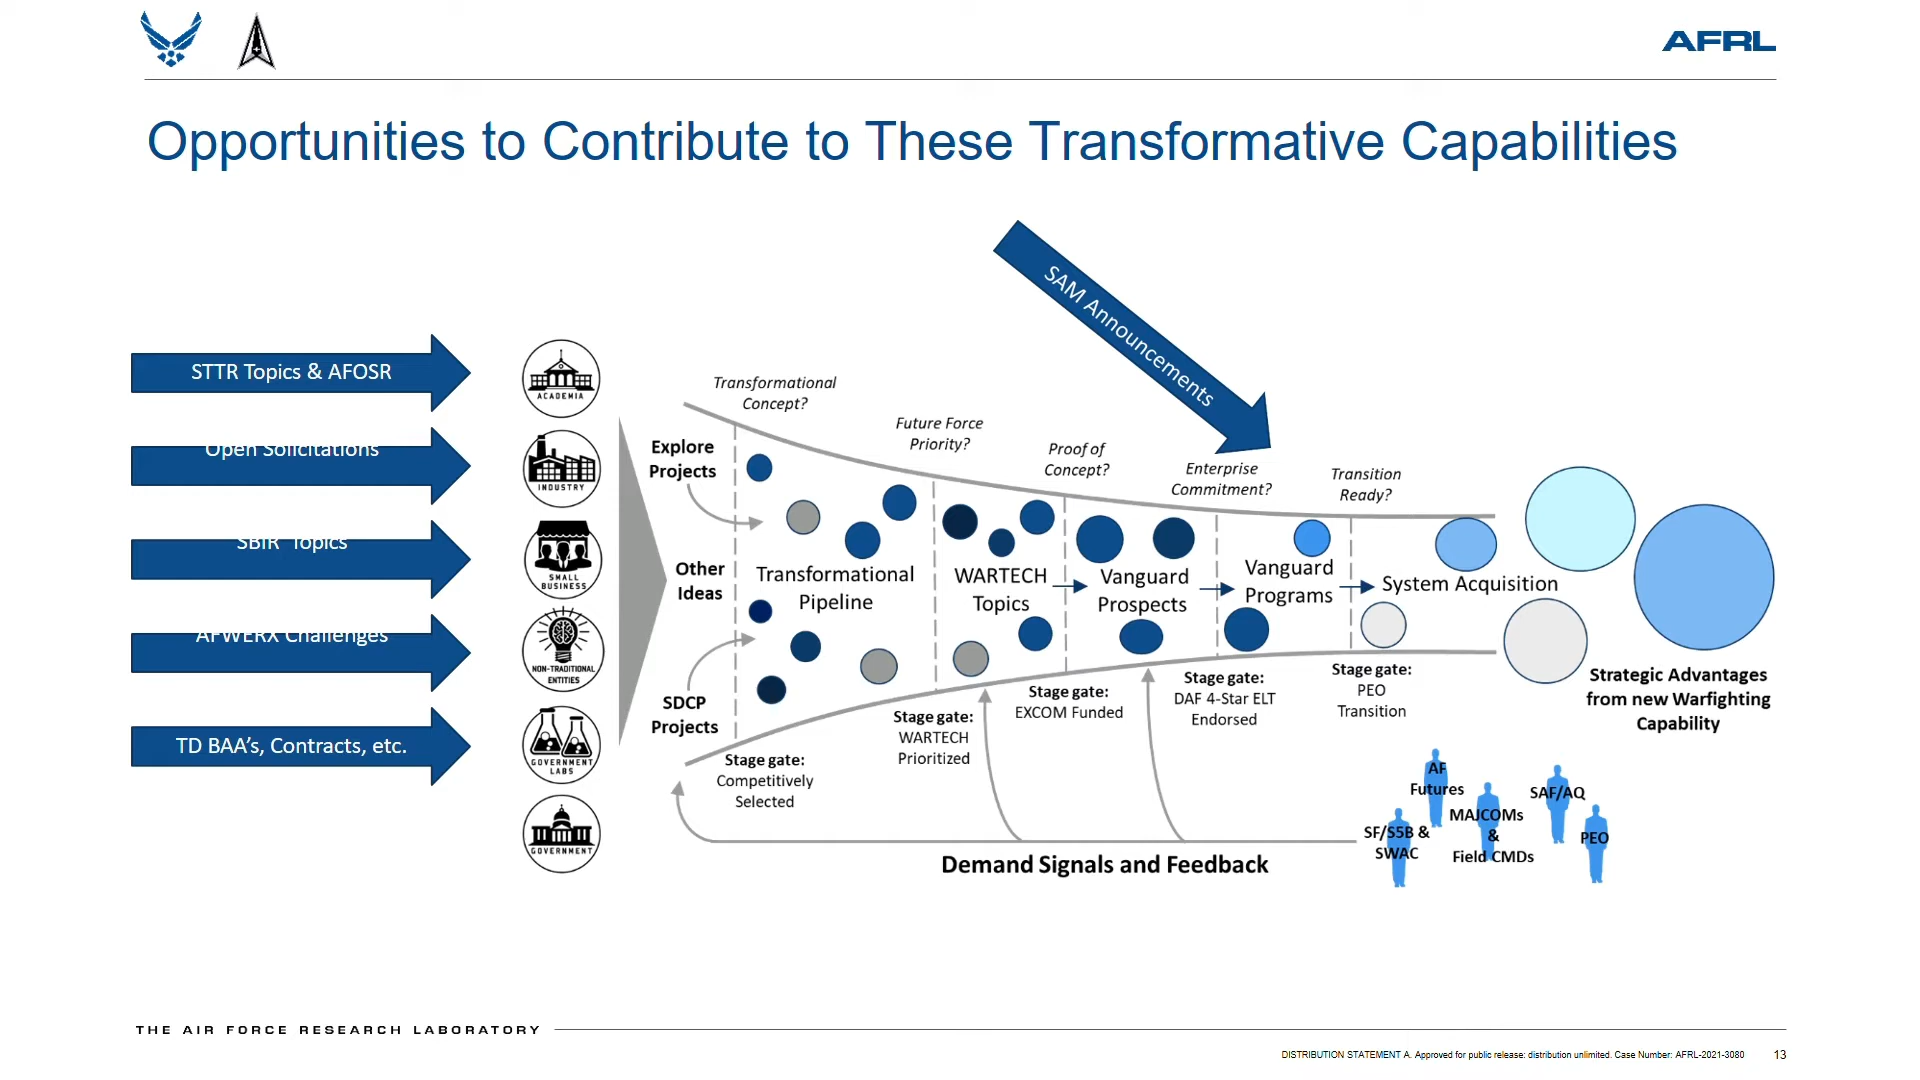 AFRL
Opportunities to Contribute to These Transformative Capabilities
SAM Announcements
STTR Topics & AFOSR
Open Solicitations
SBIR Topics
AFWERX Challenges
TD BAA's, Contracts, etc.
ACADEMIA
INDUSTRY
SMALL
BUSINESS
NON-TRADITIONAL
ENTITIES
GOVERNMENT
LABS
GOVERNMENT
Explore
Projects
Other
Ideas
SDCP
Projects
Transformational
Concept?
Future Force
Priority?
Proof of
Concept?
Enterprise
Commitment?
Transition
Ready?
Transformational
Pipeline
WARTECH
Topics
Vanguard
Prospects
Vanguard
Programs
System Acquisition
Stage gate:
Competitively
Selected
Stage gate:
WARTECH
Prioritized
Stage gate:
EXCOM Funded
Stage gate:
DAF 4-Star ELT
Endorsed
Stage gate:
PEO
Transition
Strategic Advantages
from new Warfighting
Capability
AF
Futures
SF/S5B &
SWAC
MAJCOMs
&
Field CMDs
SAF/AQ
PEO
Demand Signals and Feedback
THE AIR FORCE RESEARCH LABORATORY
DISTRIBUTION STATEMENT A. Approved for public release: distribution unlimited. Case Number: AFRL-2021-3080
13